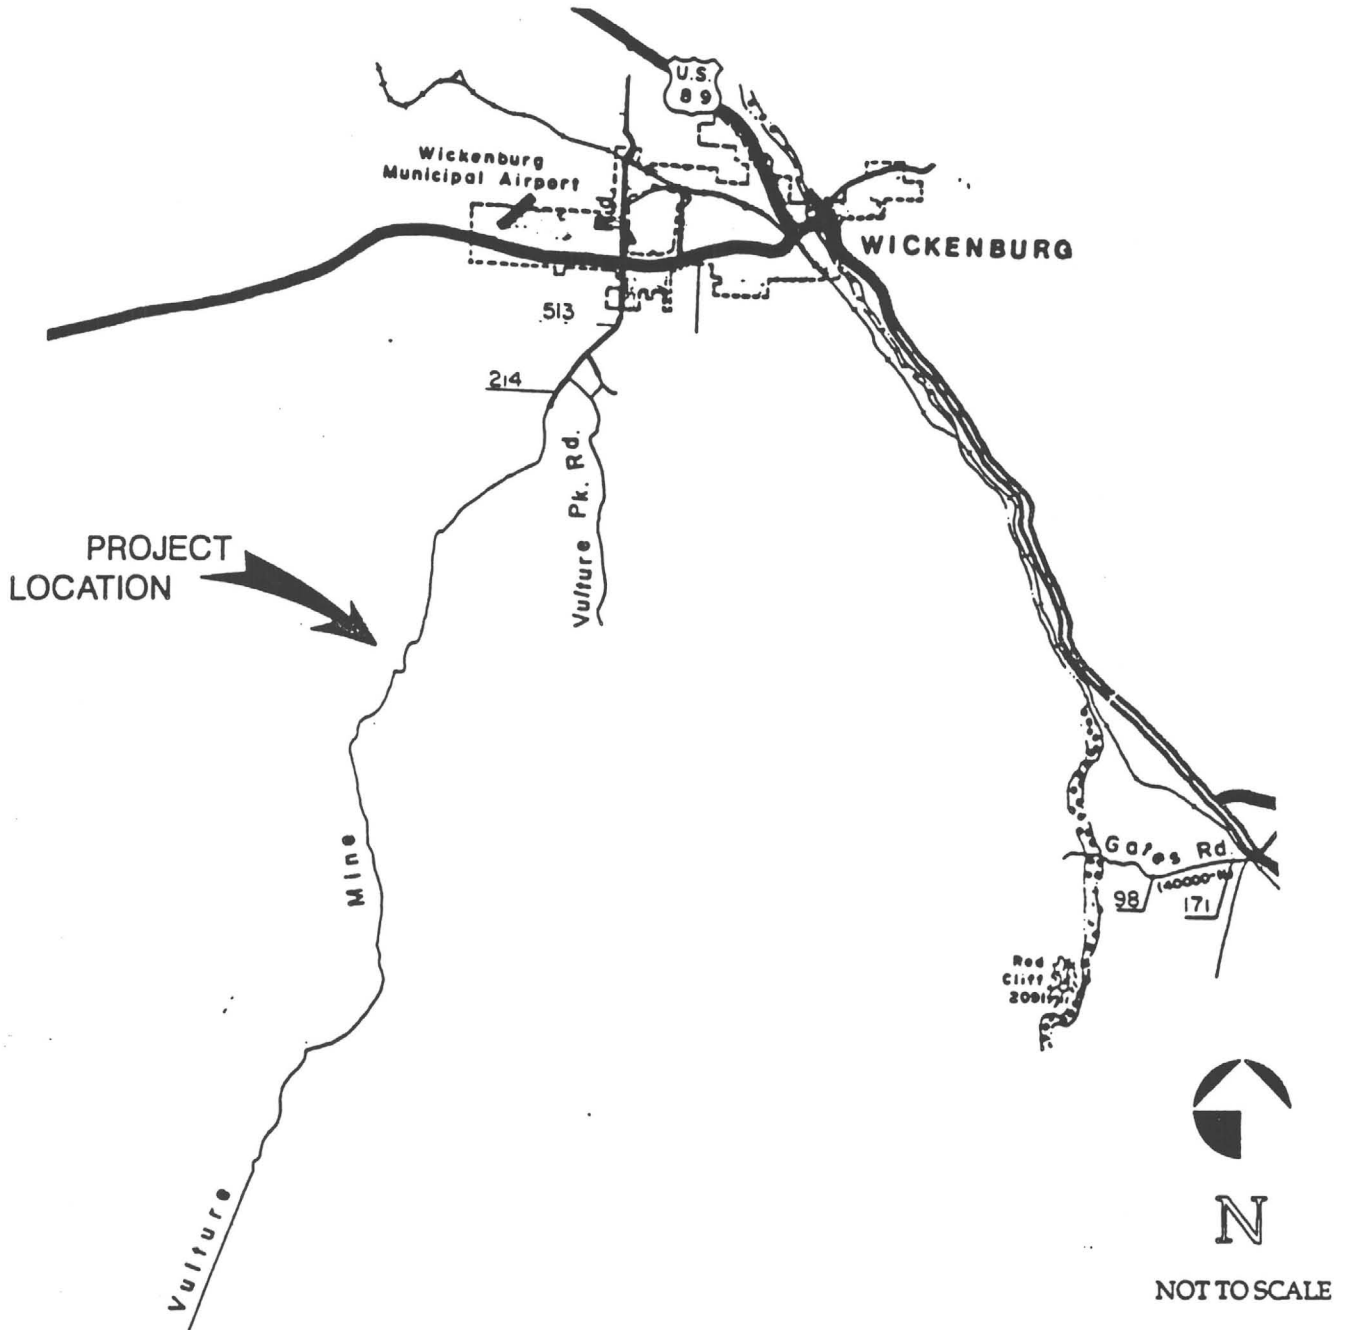 U.S.
89
Wickenburg
Municipal Airport
Rd.
WICKENBURG
513
214
Vulture Pk. Rd.
PROJECT
LOCATION
Mine
Gates Rd.
98
171
Red
Cliff
2091
Vulture
N
NOT TO SCALE